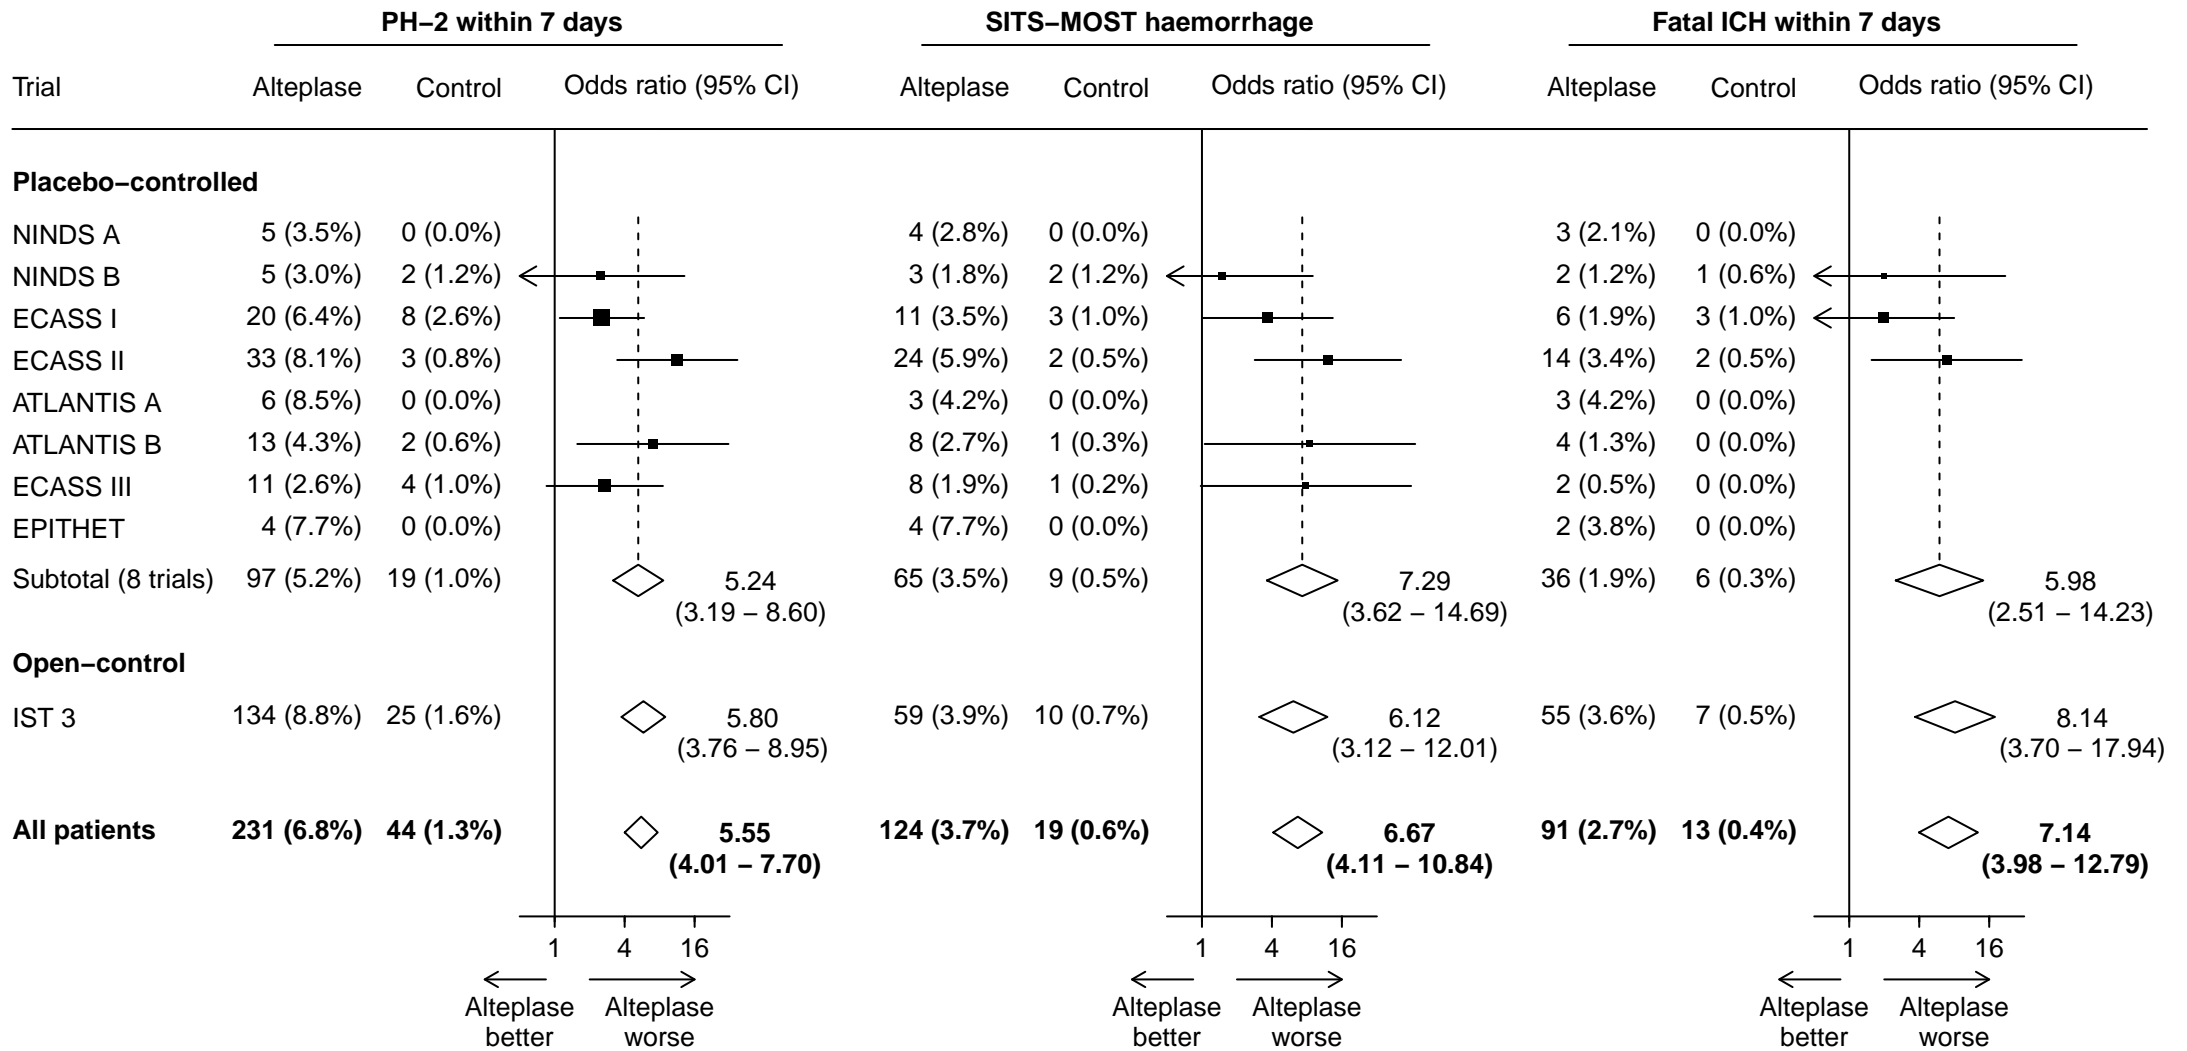 PH−2 within 7 days SITS−MOST haemorrhage Fatal ICH within 7 days
Trial Alteplase Control Odds ratio (95% CI) Alteplase Control Odds ratio (95% CI) Alteplase Control Odds ratio (95% CI)
Placebo−controlled
NINDS A 5 (3.5%) 0 (0.0%) 4 (2.8%) 0 (0.0%) 3 (2.1%) 0 (0.0%)
NINDS B 5 (3.0%) 2 (1.2%) 3 (1.8%) 2 (1.2%) 2 (1.2%) 1 (0.6%)
ECASS I 20 (6.4%) 8 (2.6%) 11 (3.5%) 3 (1.0%) 6 (1.9%) 3 (1.0%)
ECASS II 33 (8.1%) 3 (0.8%) 24 (5.9%) 2 (0.5%) 14 (3.4%) 2 (0.5%)
ATLANTIS A 6 (8.5%) 0 (0.0%) 3 (4.2%) 0 (0.0%) 3 (4.2%) 0 (0.0%)
ATLANTIS B 13 (4.3%) 2 (0.6%) 8 (2.7%) 1 (0.3%) 4 (1.3%) 0 (0.0%)
ECASS III 11 (2.6%) 4 (1.0%) 8 (1.9%) 1 (0.2%) 2 (0.5%) 0 (0.0%)
EPITHET 4 (7.7%) 0 (0.0%) 4 (7.7%) 0 (0.0%) 2 (3.8%) 0 (0.0%)
Subtotal (8 trials) 97 (5.2%) 19 (1.0%) 5.24 65 (3.5%) 9 (0.5%) 7.29 36 (1.9%) 6 (0.3%) 5.98
(3.19 − 8.60) (3.62 − 14.69) (2.51 − 14.23)
Open−control
IST 3 134 (8.8%) 25 (1.6%) 5.80 59 (3.9%) 10 (0.7%) 6.12 55 (3.6%) 7 (0.5%) 8.14
(3.76 − 8.95) (3.12 − 12.01) (3.70 − 17.94)
All patients 231 (6.8%) 44 (1.3%) 5.55 124 (3.7%) 19 (0.6%) 6.67 91 (2.7%) 13 (0.4%) 7.14
(4.01 − 7.70) (4.11 − 10.84) (3.98 − 12.79)
1 4 16 1 4 16 1 4 16
Alteplase Alteplase Alteplase Alteplase Alteplase Alteplase
better worse better worse better worse